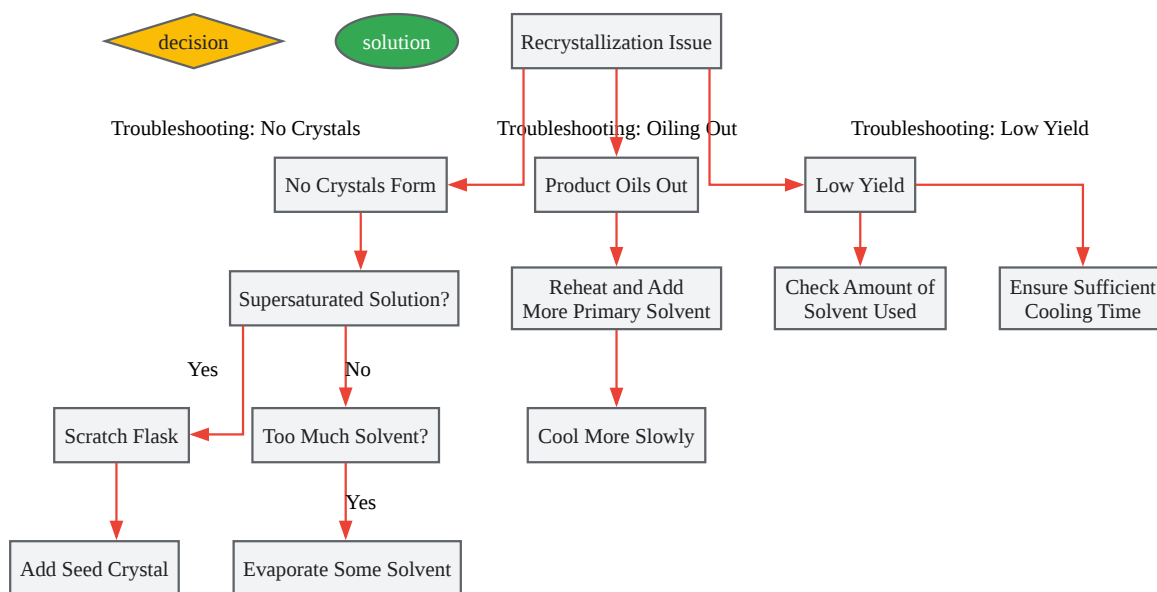 decision
solution
Recrystallization Issue
Troubleshooting: No Crystals
Troubleshooting: Oiling Out
Troubleshooting: Low Yield
No Crystals Form
Product Oils Out
Low Yield
Supersaturated Solution?
Reheat and Add
More Primary Solvent
Check Amount of
Solvent Used
Ensure Sufficient
Cooling Time
Yes
No
Scratch Flask
Too Much Solvent?
Cool More Slowly
Yes
Add Seed Crystal
Evaporate Some Solvent